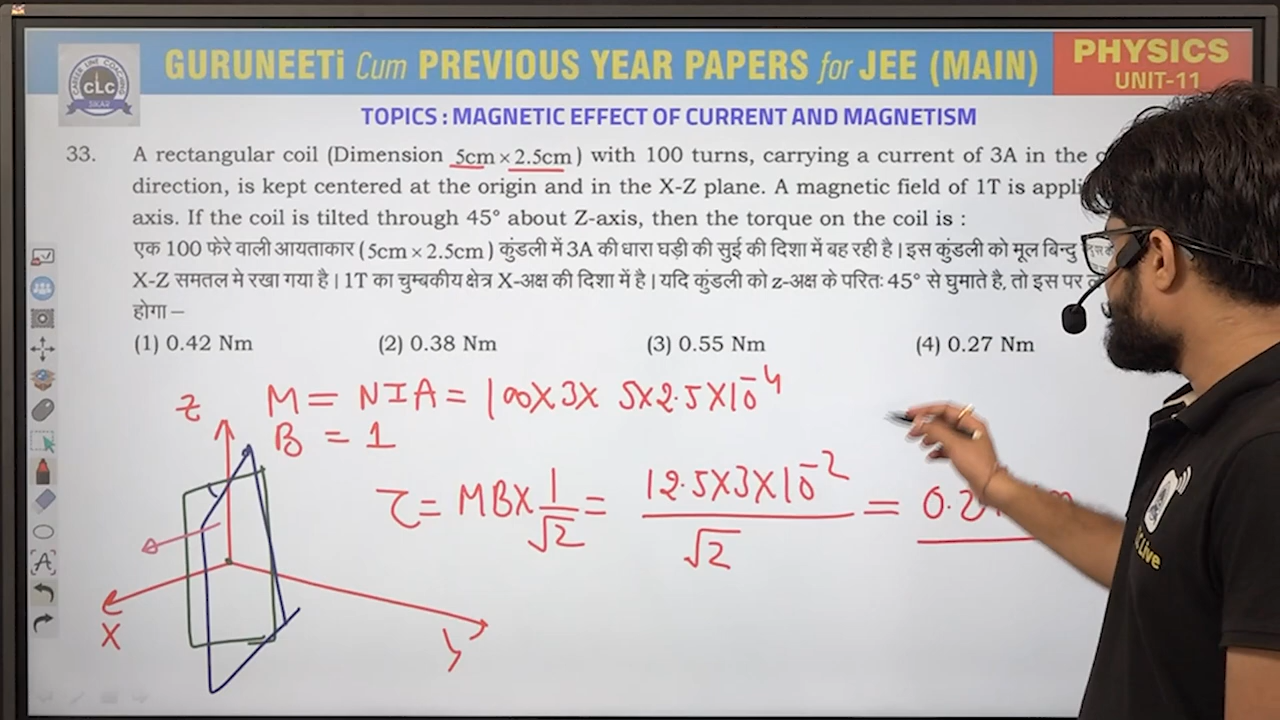 GURUNEETi Cum PREVIOUS YEAR PAPERS for JEE (MAIN)
PHYSICS
UNIT-11
CLC
SIKAR
TOPICS : MAGNETIC EFFECT OF CURRENT AND MAGNETISM
33. A rectangular coil (Dimension 5cm × 2.5cm) with 100 turns, carrying a current of 3A in the
direction, is kept centered at the origin and in the X-Z plane. A magnetic field of 1T is appli
axis. If the coil is tilted through 45° about Z-axis, then the torque on the coil is :
एक 100 फेरे वाली आयताकार (5cm × 2.5cm) कुंडली में 3A की धारा घड़ी की सुई की दिशा में बह रही है। इस कुंडली को मूल बिन्दु
X-Z समतल मे रखा गया है। 1T का चुम्बकीय क्षेत्र X-अक्ष की दिशा में है। यदि कुंडली को z-अक्ष के परितः 45° से घुमाते है, तो इस पर
होगा –
(1) 0.42 Nm (2) 0.38 Nm (3) 0.55 Nm (4) 0.27 Nm
Z
M = NIA = 100×3× 5×2.5×10⁻⁴
B = 1
τ = MB× 1/√2 = 12.5×3×10⁻²/√2 = 0.2
X
y
Live